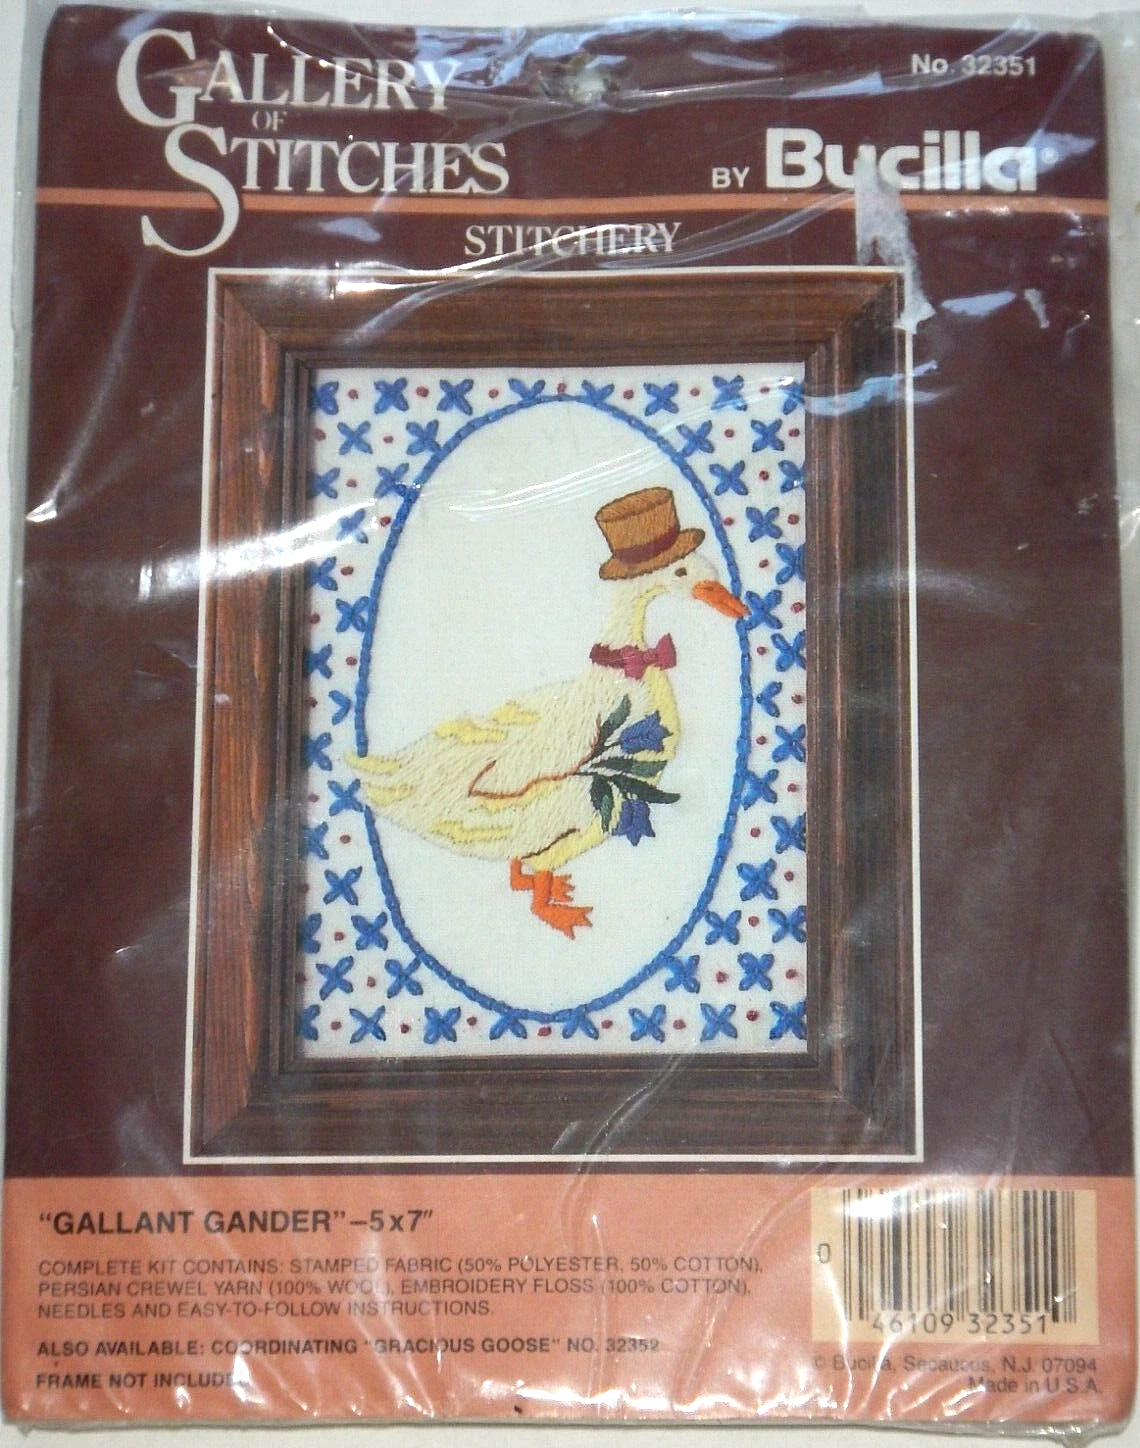 GALLERY
OF
STITCHES
No. 32351
BY Bucilla®
STITCHERY
"GALLANT GANDER"–5x7"
COMPLETE KIT CONTAINS: STAMPED FABRIC (50% POLYESTER, 50% COTTON),
PERSIAN CREWEL YARN (100% WOOL), EMBROIDERY FLOSS (100% COTTON),
NEEDLES AND EASY-TO-FOLLOW INSTRUCTIONS.
ALSO AVAILABLE: COORDINATING "GRACIOUS GOOSE" NO. 32352
FRAME NOT INCLUDED
0 46109 32351
© Bucilla, Secaucus, N.J. 07094
Made in U.S.A.